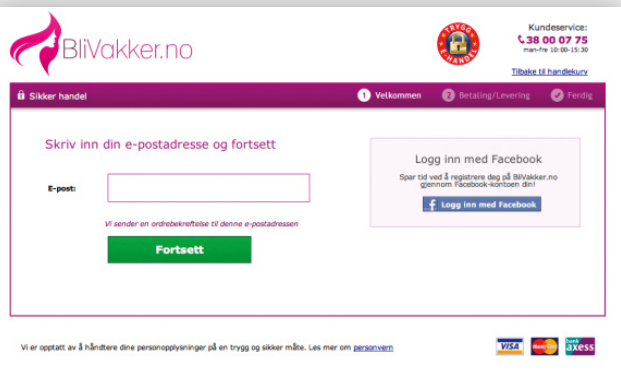 BliVakker.no
TRYGG
E-HANDEL
Kundeservice:
38 00 07 75
man-fre 10:00-15:30
Tilbake til handlekurv
Sikker handel
1 Velkommen
2 Betaling/Levering
Ferdig
Skriv inn din e-postadresse og fortsett
E-post:
Vi sender en ordrebekreftelse til denne e-postadressen
Fortsett
Logg inn med Facebook
Spar tid ved å registrere deg på BliVakker.no
gjennom Facebook-kontoen din!
f Logg inn med Facebook
Vi er opptatt av å håndtere dine personopplysninger på en trygg og sikker måte. Les mer om personvern
VISA
MasterCard
bank
axess